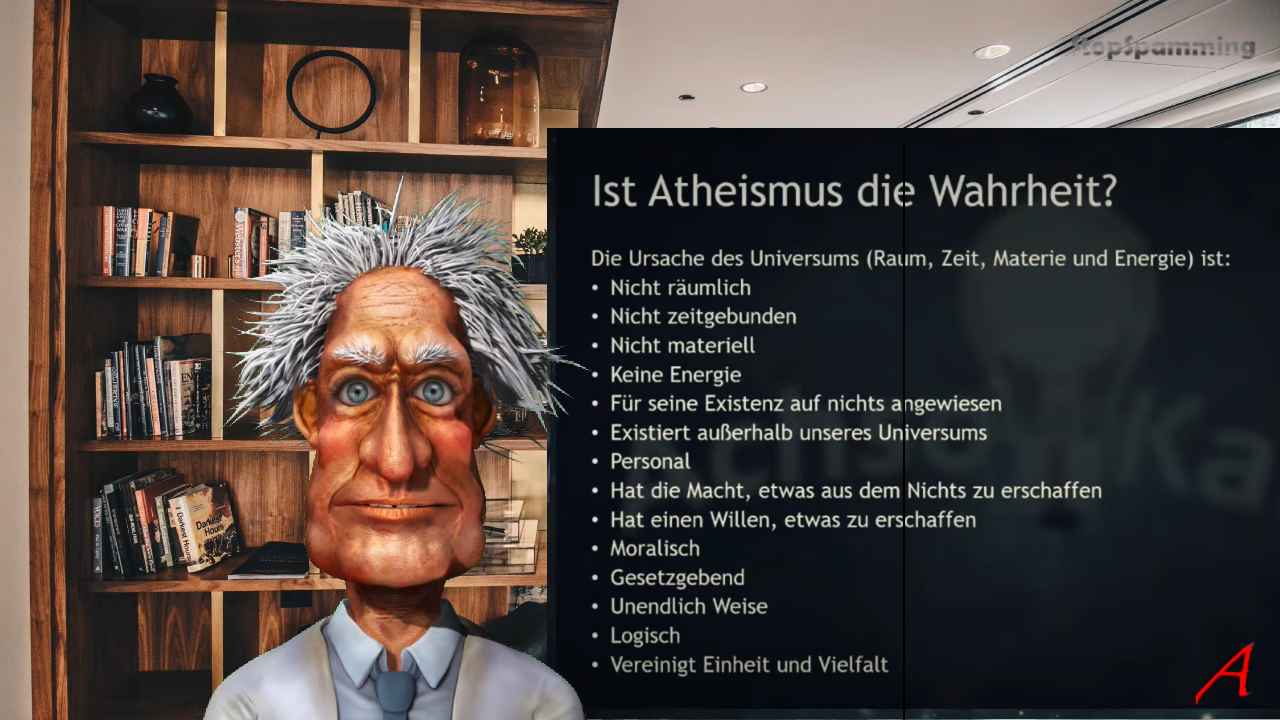 StopSpamming
Ist Atheismus die Wahrheit?
Die Ursache des Universums (Raum, Zeit, Materie und Energie) ist:
• Nicht räumlich
• Nicht zeitgebunden
• Nicht materiell
• Keine Energie
• Für seine Existenz auf nichts angewiesen
• Existiert außerhalb unseres Universums
• Personal
• Hat die Macht, etwas aus dem Nichts zu erschaffen
• Hat einen Willen, etwas zu erschaffen
• Moralisch
• Gesetzgebend
• Unendlich Weise
• Logisch
• Vereinigt Einheit und Vielfalt
A